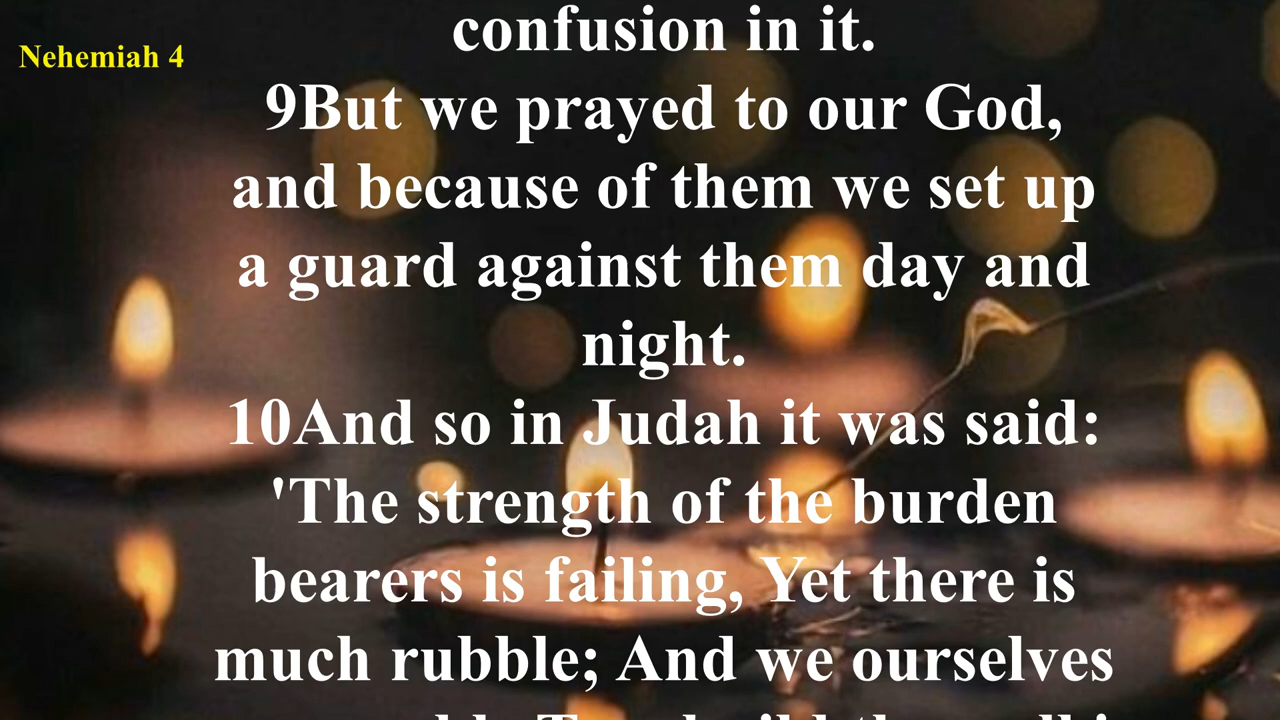 Nehemiah 4
confusion in it.
9But we prayed to our God,
and because of them we set up
a guard against them day and
night.
10And so in Judah it was said:
'The strength of the burden
bearers is failing, Yet there is
much rubble; And we ourselves